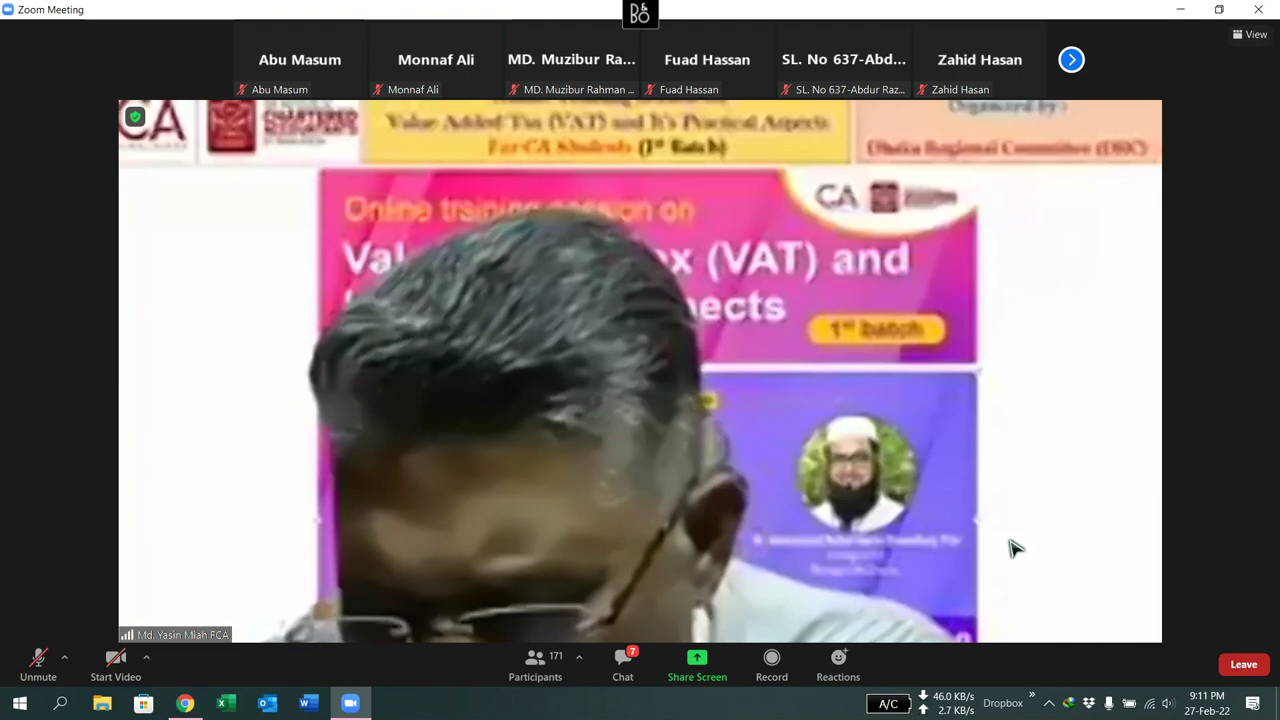 Zoom Meeting
B&O
View
Abu Masum
Monnaf Ali
MD. Muzibur Ra...
Fuad Hassan
SL. No 637-Abd...
Zahid Hasan
Abu Masum
Monnaf Ali
MD. Muzibur Rahman ...
Fuad Hassan
SL. No 637-Abdur Raz...
Zahid Hasan
CA
CHARTERED
ACCOUNTANTS
Value Added Tax (VAT) and It's Practical Aspects
For CA Students (1st Batch)
Organized by:
Dhaka Regional Committee (DRC)
Online training session on
CA
Val x (VAT) and
pects
1st batch
Md. Yasin Miah FCA
Unmute
Start Video
171
Participants
7
Chat
Share Screen
Record
Reactions
Leave
A/C
46.0 KB/s
2.7 KB/s
Dropbox
9:11 PM
27-Feb-22